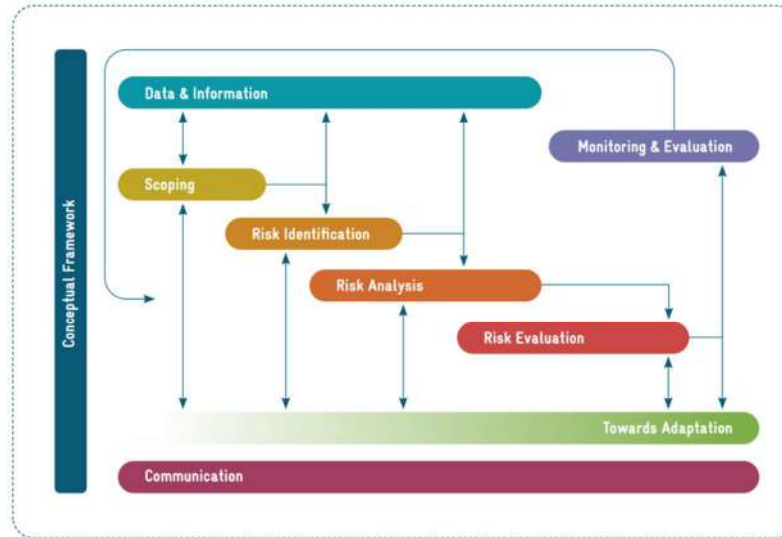 Conceptual Framework
Data & Information
Monitoring & Evaluation
Scoping
Risk Identification
Risk Analysis
Risk Evaluation
Towards Adaptation
Communication